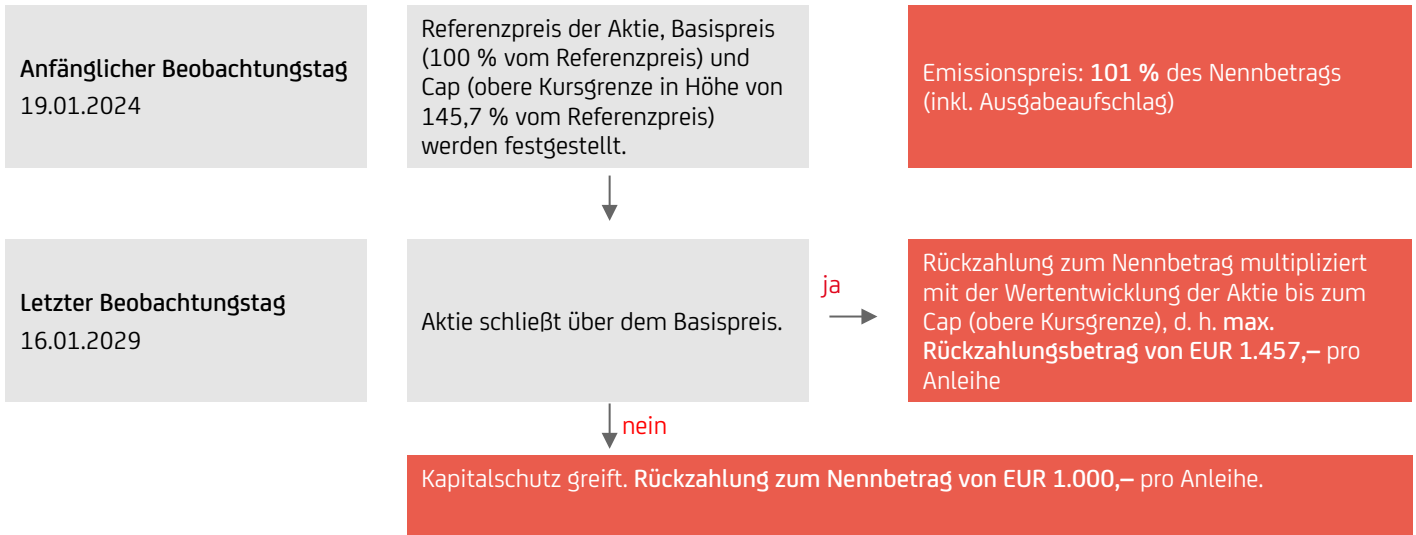 Anfänglicher Beobachtungstag
19.01.2024
Referenzpreis der Aktie, Basispreis
(100 % vom Referenzpreis) und
Cap (obere Kursgrenze in Höhe von
145,7 % vom Referenzpreis)
werden festgestellt.
Emissionspreis: 101 % des Nennbetrags
(inkl. Ausgabeaufschlag)
Letzter Beobachtungstag
16.01.2029
Aktie schließt über dem Basispreis.
ja
Rückzahlung zum Nennbetrag multipliziert
mit der Wertentwicklung der Aktie bis zum
Cap (obere Kursgrenze), d. h. max.
Rückzahlungsbetrag von EUR 1.457,– pro
Anleihe
nein
Kapitalschutz greift. Rückzahlung zum Nennbetrag von EUR 1.000,– pro Anleihe.